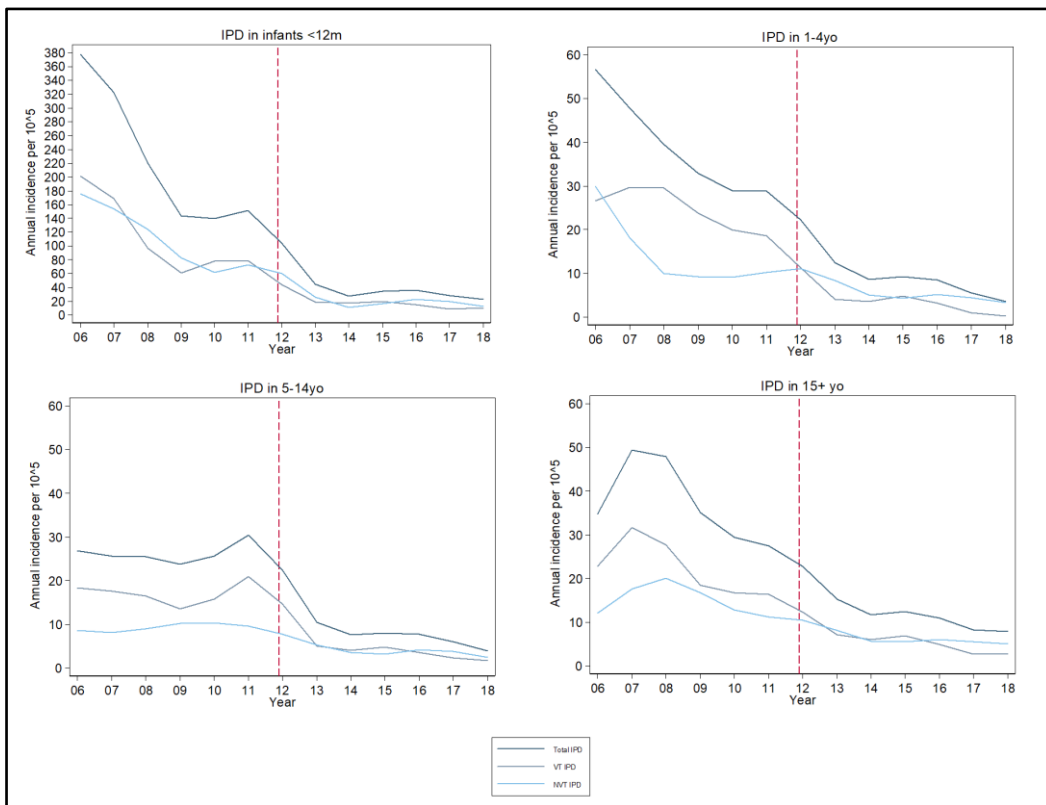 IPD in infants <12m
Annual incidence per 10^5
380
360
340
320
300
280
260
240
220
200
180
160
140
120
100
80
60
40
20
0
06 07 08 09 10 11 12 13 14 15 16 17 18
Year
IPD in 1-4yo
Annual incidence per 10^5
60
50
40
30
20
10
0
06 07 08 09 10 11 12 13 14 15 16 17 18
Year
IPD in 5-14yo
Annual incidence per 10^5
60
50
40
30
20
10
0
06 07 08 09 10 11 12 13 14 15 16 17 18
Year
IPD in 15+ yo
Annual incidence per 10^5
60
50
40
30
20
10
0
06 07 08 09 10 11 12 13 14 15 16 17 18
Year
Total IPD
VT IPD
NVT IPD